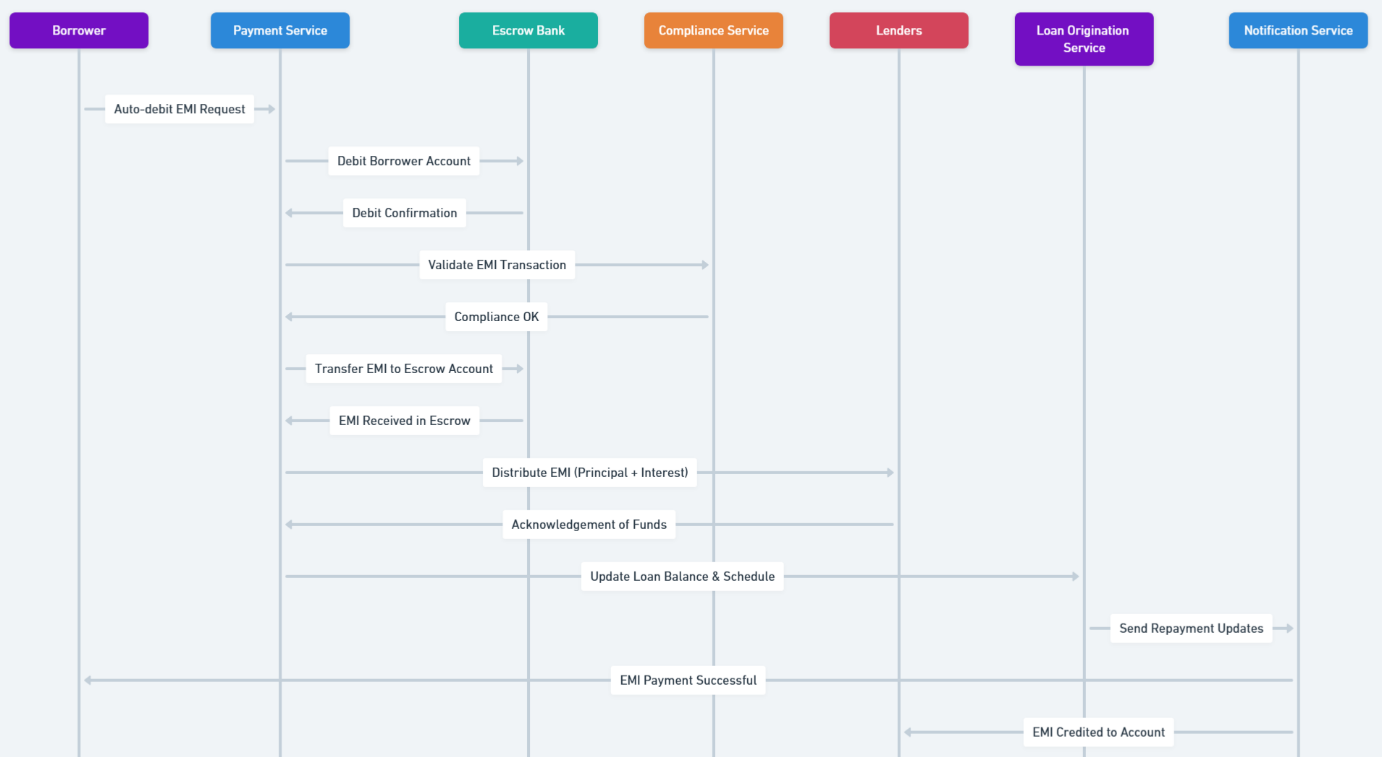 Borrower
Payment Service
Escrow Bank
Compliance Service
Lenders
Loan Origination
Service
Notification Service
Auto-debit EMI Request
Debit Borrower Account
Debit Confirmation
Validate EMI Transaction
Compliance OK
Transfer EMI to Escrow Account
EMI Received in Escrow
Distribute EMI (Principal + Interest)
Acknowledgement of Funds
Update Loan Balance & Schedule
Send Repayment Updates
EMI Payment Successful
EMI Credited to Account